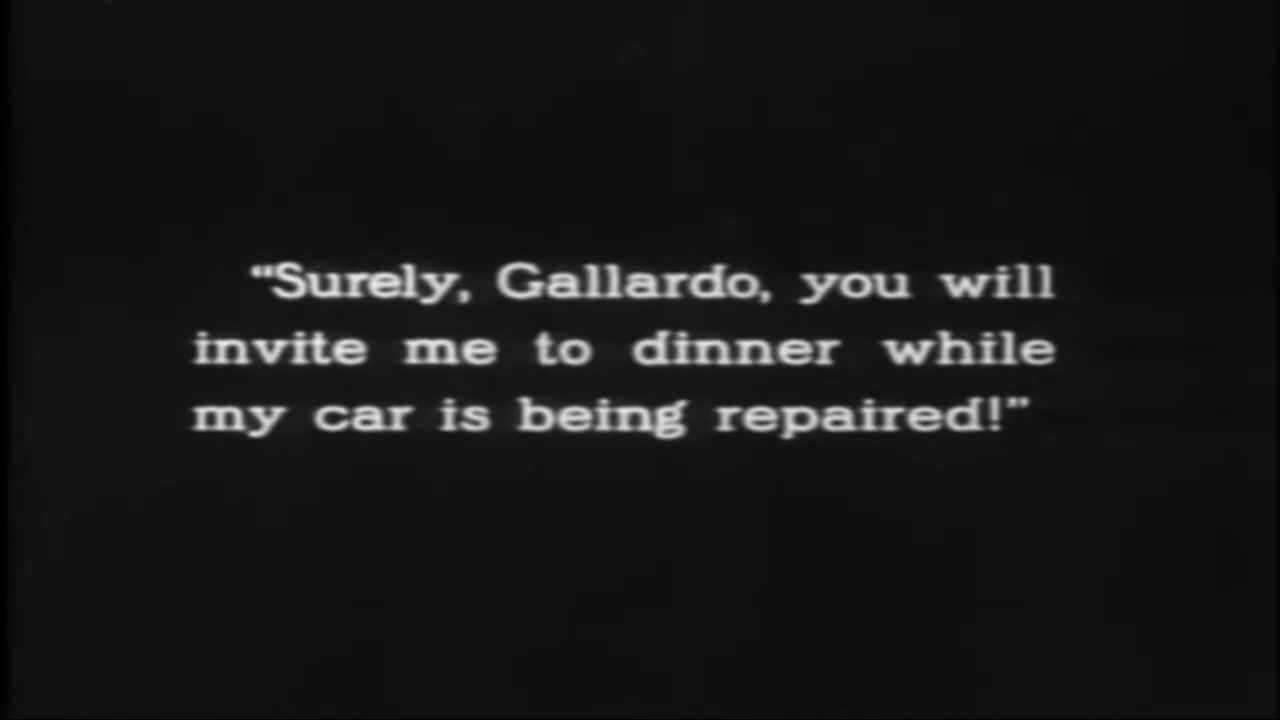 “Surely, Gallardo, you will
invite me to dinner while
my car is being repaired!”